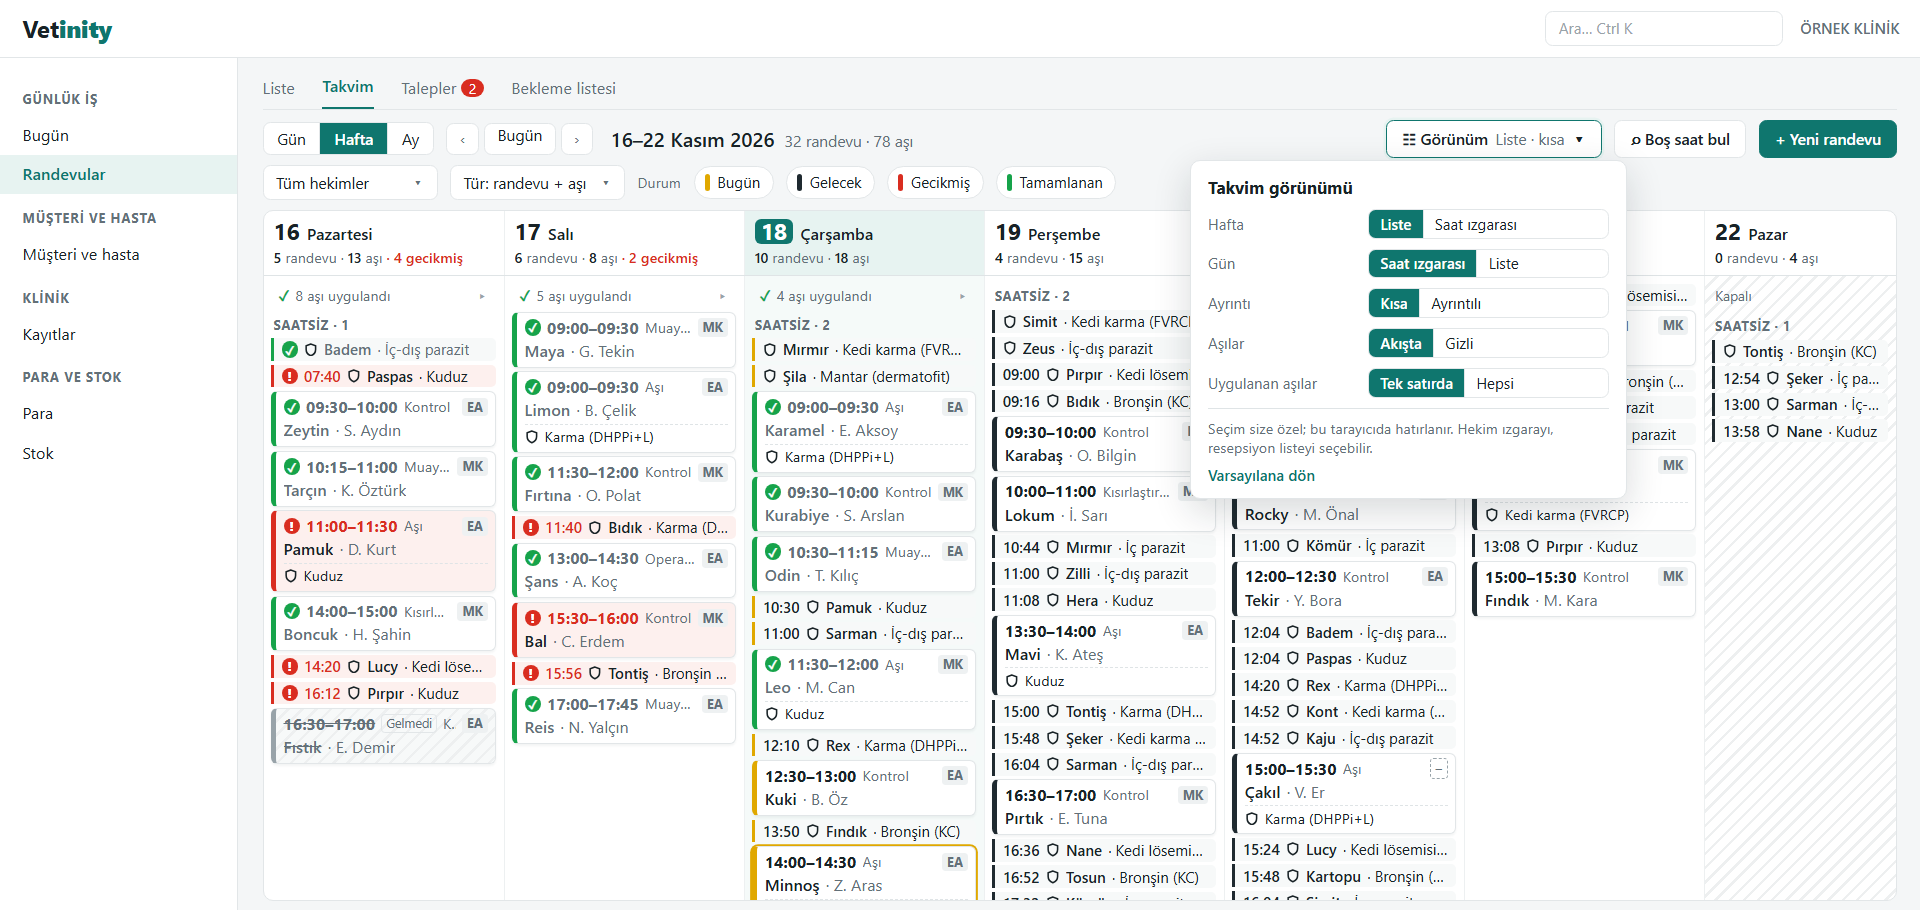 Vetinity
Ara... Ctrl K
ÖRNEK KLİNİK
GÜNLÜK İŞ
Bugün
Randevular
MÜŞTERİ VE HASTA
Müşteri ve hasta
KLİNİK
Kayıtlar
PARA VE STOK
Para
Stok
Liste Takvim Talepler 2 Bekleme listesi
Gün Hafta Ay ‹ Bugün › 16–22 Kasım 2026 32 randevu · 78 aşı
Görünüm Liste · kısa ▾ Boş saat bul + Yeni randevu
Tüm hekimler Tür: randevu + aşı Durum Bugün Gelecek Gecikmiş Tamamlanan
Takvim görünümü
Hafta Liste Saat ızgarası
Gün Saat ızgarası Liste
Ayrıntı Kısa Ayrıntılı
Aşılar Akışta Gizli
Uygulanan aşılar Tek satırda Hepsi
Seçim size özel; bu tarayıcıda hatırlanır. Hekim ızgarayı,
resepsiyon listeyi seçebilir.
Varsayılana dön
16 Pazartesi
5 randevu · 13 aşı · 4 gecikmiş
✓ 8 aşı uygulandı
SAATSİZ · 1
Badem · İç-dış parazit
07:40 Paspas · Kuduz
09:30–10:00 Kontrol EA
Zeytin · S. Aydın
10:15–11:00 Muay... MK
Tarçın · K. Öztürk
11:00–11:30 Aşı EA
Pamuk · D. Kurt
Kuduz
14:00–15:00 Kısırl... MK
Boncuk · H. Şahin
14:20 Lucy · Kedi löse...
16:12 Pırpır · Kuduz
16:30–17:00 Gelmedi K. EA
Fıstık · E. Demir
17 Salı
6 randevu · 8 aşı · 2 gecikmiş
✓ 5 aşı uygulandı
09:00–09:30 Muay... MK
Maya · G. Tekin
09:00–09:30 Aşı EA
Limon · B. Çelik
Karma (DHPPi+L)
11:30–12:00 Kontrol MK
Fırtına · O. Polat
11:40 Bıdık · Karma (D...
13:00–14:30 Opera... EA
Şans · A. Koç
15:30–16:00 Kontrol MK
Bal · C. Erdem
15:56 Tontiş · Bronşin ...
17:00–17:45 Muay... EA
Reis · N. Yalçın
18 Çarşamba
10 randevu · 18 aşı
✓ 4 aşı uygulandı
SAATSİZ · 2
Mırmır · Kedi karma (FVR...
Şila · Mantar (dermatofit)
09:00–09:30 Aşı EA
Karamel · E. Aksoy
Karma (DHPPi+L)
09:30–10:00 Kontrol MK
Kurabiye · S. Arslan
10:30–11:15 Muay... EA
Odin · T. Kılıç
10:30 Pamuk · Kuduz
11:00 Sarman · İç-dış par...
11:30–12:00 Aşı MK
Leo · M. Can
Kuduz
12:10 Rex · Karma (DHPPi...
12:30–13:00 Kontrol EA
Kuki · B. Öz
13:50 Fındık · Bronşin (KC)
14:00–14:30 Aşı EA
Minnoş · Z. Aras
19 Perşembe
4 randevu · 15 aşı
SAATSİZ · 2
Simit · Kedi karma (FVRC
Zeus · İç-dış parazit
09:00 Pırpır · Kedi lösem
09:16 Bıdık · Bronşin (KC)
09:30–10:00 Kontrol
Karabaş · O. Bilgin
10:00–11:00 Kısırlaştır...
Lokum · İ. Sarı
10:44 Mırmır · İç parazit
11:00 Zilli · İç-dış parazit
11:08 Hera · Kuduz
13:30–14:00 Aşı EA
Mavi · K. Ateş
Kuduz
15:00 Tontiş · Karma (DH...
15:48 Şeker · Kedi karma ...
16:04 Sarman · İç-dış par...
16:30–17:00 Kontrol MK
Pırtık · E. Tuna
16:36 Nane · Kedi lösemi...
16:52 Tosun · Bronşin (KC)
Rocky · M. Önal
11:00 Kömür · İç parazit
12:00–12:30 Kontrol EA
Tekir · Y. Bora
12:04 Badem · İç-dış para...
12:04 Paspas · Kuduz
14:20 Rex · Karma (DHPPi...
14:52 Kont · Kedi karma (...
14:52 Kaju · İç-dış parazit
15:00–15:30 Aşı –
Çakıl · V. Er
Karma (DHPPi+L)
15:24 Lucy · Kedi lösemisi...
15:48 Kartopu · Bronşin (...
ösemisi...
MK
ronşin (...
razit
parazit
MK
Kedi karma (FVRCP)
13:08 Pırpır · Kuduz
15:00–15:30 Kontrol MK
Fındık · M. Kara
22 Pazar
0 randevu · 4 aşı
Kapalı
SAATSİZ · 1
Tontiş · Bronşin (KC)
12:54 Şeker · İç pa...
13:00 Sarman · İç-...
13:58 Nane · Kuduz